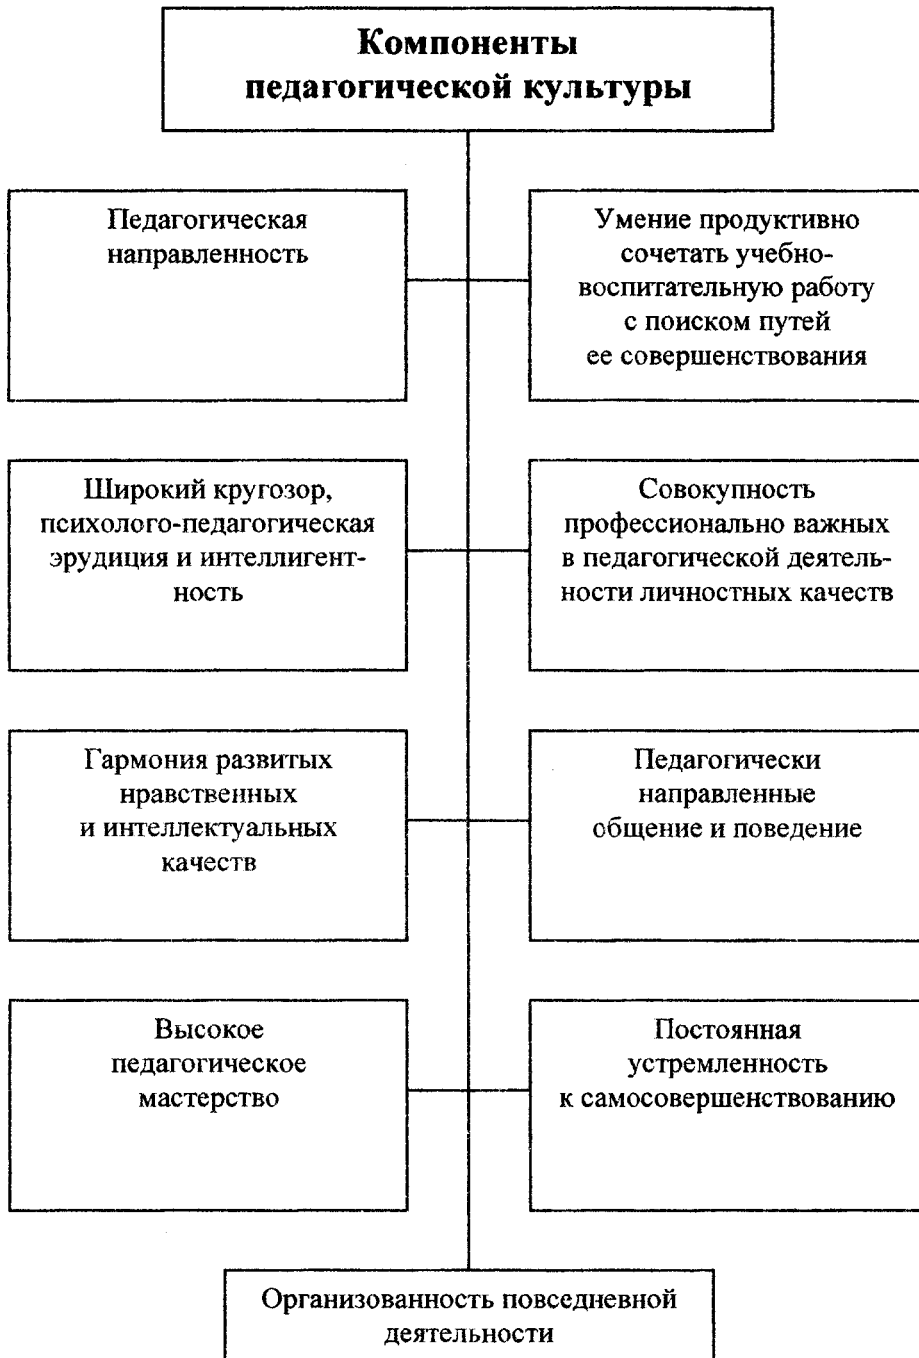 Компоненты
педагогической культуры
Педагогическая
направленность
Умение продуктивно
сочетать учебно-
воспитательную работу
с поиском путей
ее совершенствования
Широкий кругозор,
психолого-педагогическая
эрудиция и интеллигент-
ность
Совокупность
профессионально важных
в педагогической деятель-
ности личностных качеств
Гармония развитых
нравственных
и интеллектуальных
качеств
Педагогически
направленные
общение и поведение
Высокое
педагогическое
мастерство
Постоянная
устремленность
к самосовершенствованию
Организованность повседневной
деятельности